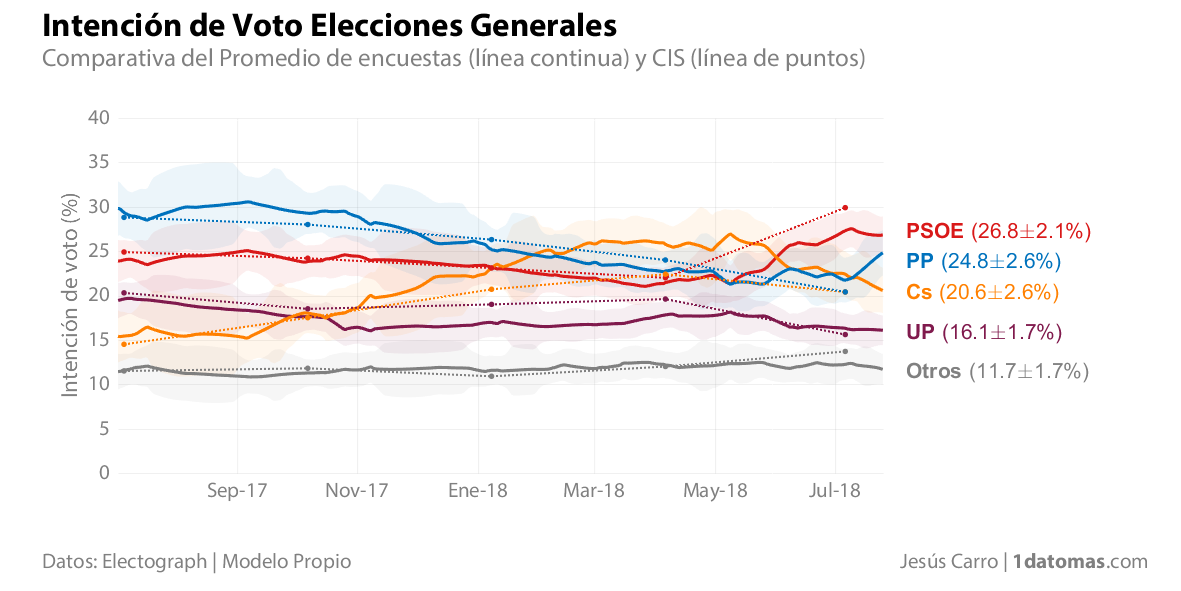 Intención de Voto Elecciones Generales
Comparativa del Promedio de encuestas (línea continua) y CIS (línea de puntos)
Intención de voto (%)
40
35
30
25
20
15
10
5
0
Sep-17 Nov-17 Ene-18 Mar-18 May-18 Jul-18
PSOE (26.8±2.1%)
PP (24.8±2.6%)
Cs (20.6±2.6%)
UP (16.1±1.7%)
Otros (11.7±1.7%)
Datos: Electograph | Modelo Propio
Jesús Carro | 1datomas.com